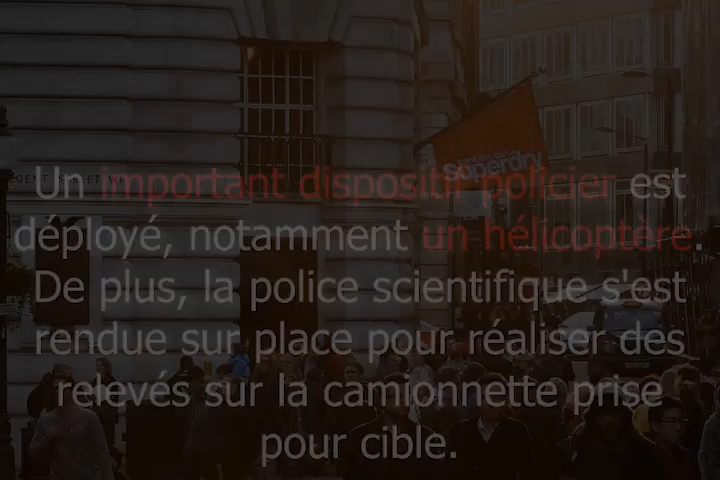 Un important dispositif policier est
déployé, notamment un hélicoptère.
De plus, la police scientifique s'est
rendue sur place pour réaliser des
relevés sur la camionnette prise
pour cible.
superdry